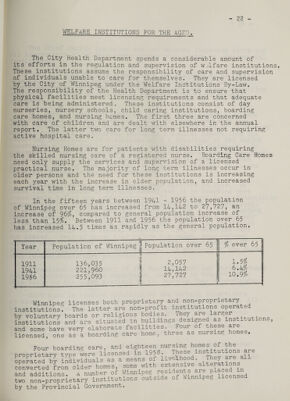 - 22 -
WELFARE INSTITUTIONS FOR THE AGED.
The City Health Department spends a considerable amount of
its efforts in the regulation and supervision of welfare institutions.
These institutions assume the responsibility of care and supervision
of individuals unable to care for themselves. They are licensed
by the City of Winnipeg under the Welfare Institutions By-Law.
The responsibility of the Health Department is to ensure that
physical facilities meet licensing requirements and that adequate
care is being administered. These institutions consist of day
nurseries, nursery schools, child caring institutions, boarding
care homes, and nursing homes. The first three are concerned
with care of children and are dealt with elsewhere in the annual
report. The latter two care for long term illnesses not requiring
active hospital care.
Nursing Homes are for patients with disabilities requiring
the skilled nursing care of a registered nurse. Boarding Care Homes
need only supply the services and supervision of a licensed
practical nurse. The majority of long term illnesses occur in
older persons and the need for these institutions is increasing
each year with the increase in older population, and increased
survival time in long term illnesses.
In the fifteen years between 1941 - 1956 the population
of Winnipeg over 65 has increased from 14,142 to 27,727, an
increase of 96%, compared to general population increase of
less than 15%. Between 1911 and 1956 the population over 65
has increased 14.5 times as rapidly as the general population.
Year Population of Winnipeg Population over 65 % over 65
1911 136,035 2,057 1.5%
1941 221,960 14,142 6.4%
1956 255,093 27,727 10.9%
Winnipeg licenses both proprietary and non-proprietary
institutions. The latter are non-profit institutions operated
by voluntary boards or religious bodies. They are larger
institutions and are situated in buildings designed as institutions,
and some have very elaborate facilities. Four of these are
licensed, one as a boarding care home, three as nursing homes.
Four boarding care, and eighteen nursing homes of the
proprietary type were licensed in 1958. These institutions are
operated by individuals as a means of livelihood. They are all
converted from older homes, some with extensive alterations
and additions. A number of Winnipeg residents are placed in
two non-proprietary institutions outside of Winnipeg licensed
by the Provincial Government.